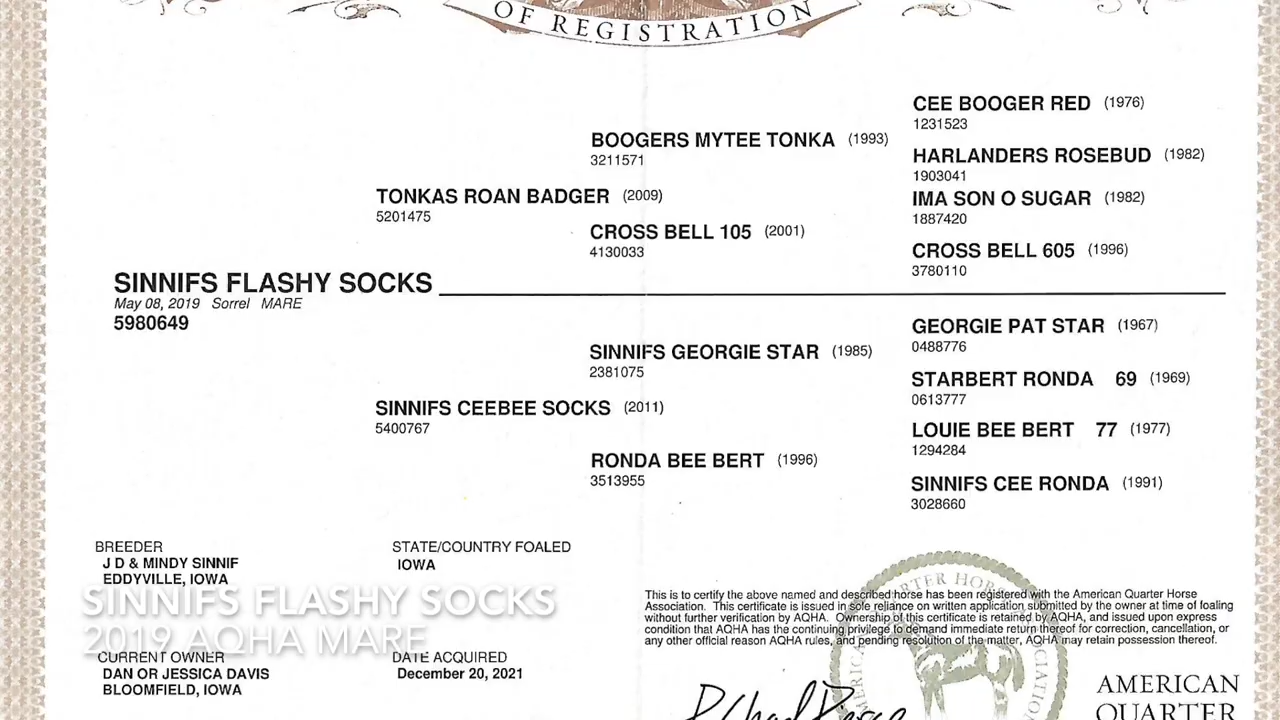 OF REGISTRATION
CEE BOOGER RED (1976)
1231523
BOOGERS MYTEE TONKA (1993)
3211571
HARLANDERS ROSEBUD (1982)
1903041
TONKAS ROAN BADGER (2009)
5201475
IMA SON O SUGAR (1982)
1887420
CROSS BELL 105 (2001)
4130033
CROSS BELL 605 (1996)
3780110
SINNIFS FLASHY SOCKS
May 08, 2019 Sorrel MARE
5980649
GEORGIE PAT STAR (1967)
0488776
SINNIFS GEORGIE STAR (1985)
2381075
STARBERT RONDA 69 (1969)
0613777
SINNIFS CEEBEE SOCKS (2011)
5400767
LOUIE BEE BERT 77 (1977)
1294284
RONDA BEE BERT (1996)
3513955
SINNIFS CEE RONDA (1991)
3028660
BREEDER
J D & MINDY SINNIF
EDDYVILLE, IOWA
STATE/COUNTRY FOALED
IOWA
SINNIFS FLASHY SOCKS
2019 AQHA MARE
CURRENT OWNER
DAN OR JESSICA DAVIS
BLOOMFIELD, IOWA
DATE ACQUIRED
December 20, 2021
This is to certify the above named and described horse has been registered with the American Quarter Horse
Association. This certificate is issued in sole reliance on written application submitted by the owner at time of foaling
without further verification by AQHA. Ownership of this certificate is retained by AQHA, and issued upon express
condition that AQHA has the continuing privilege to demand immediate return thereof for correction, cancellation, or
any other official reason AQHA rules, and pending resolution of the matter, AQHA may retain possession thereof.
AMERICAN
QUARTER